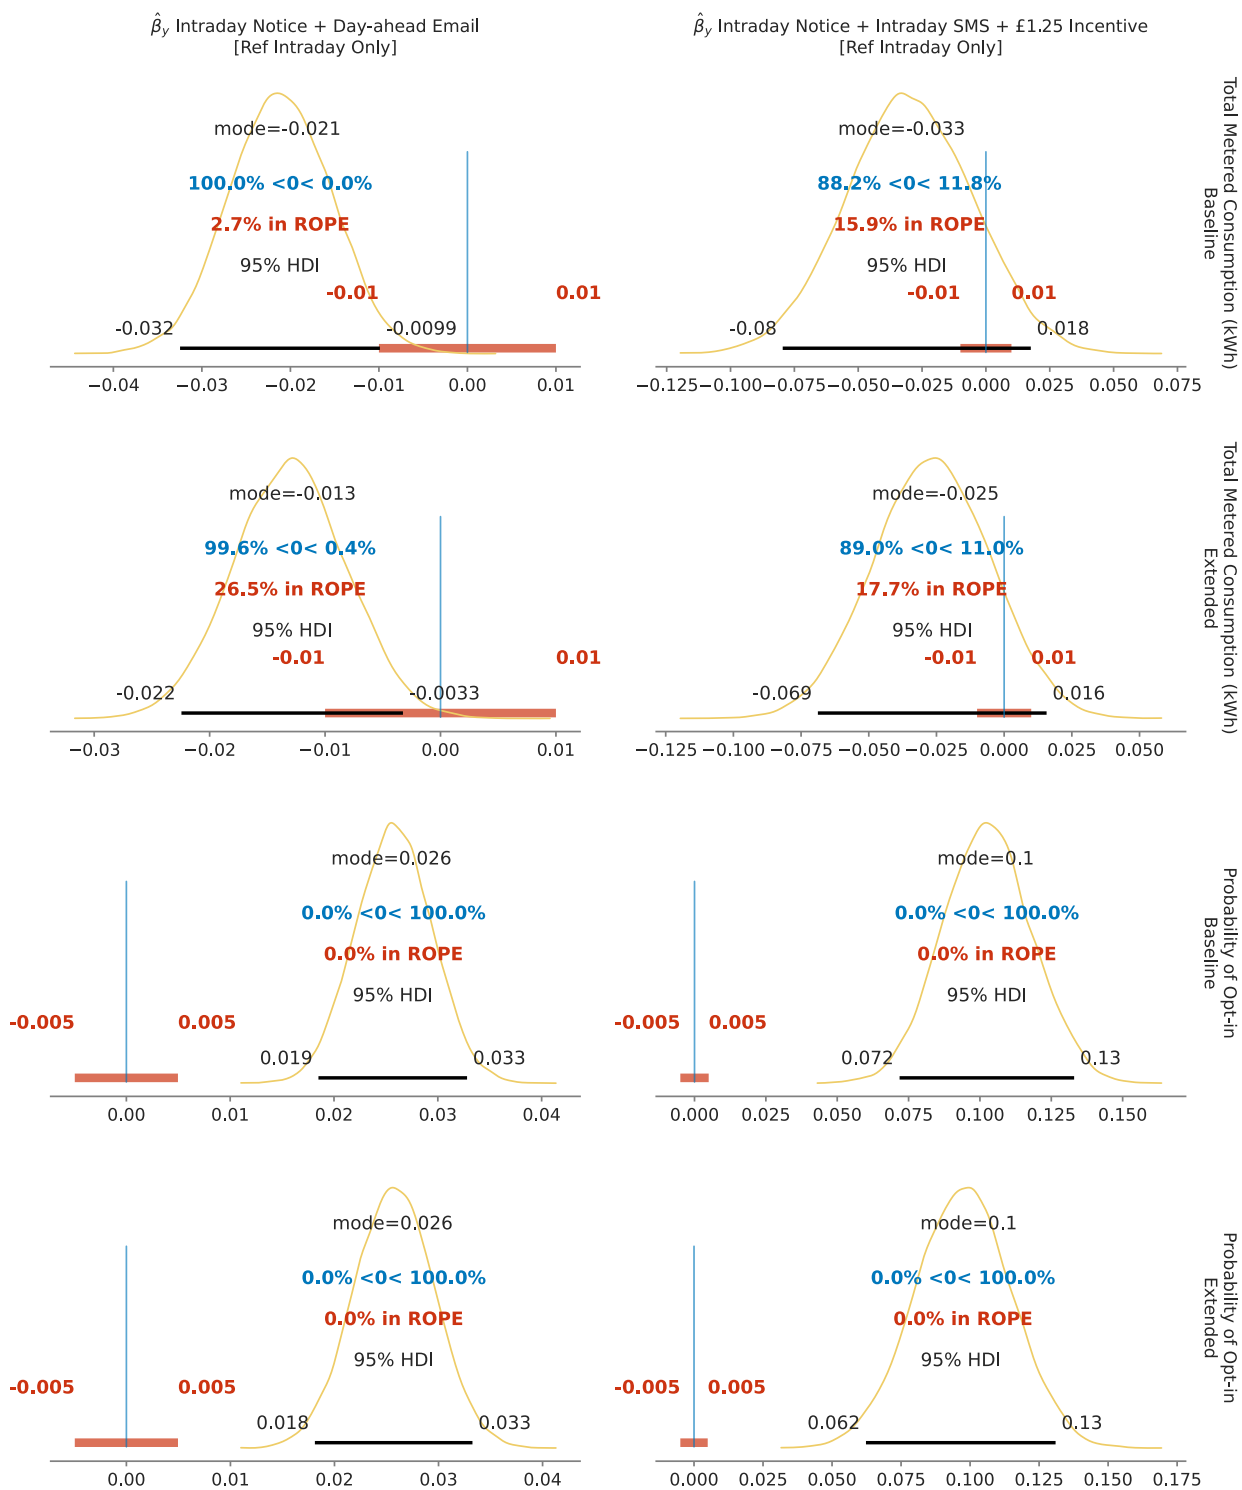 β̂y Intraday Notice + Day-ahead Email
[Ref Intraday Only]
β̂y Intraday Notice + Intraday SMS + £1.25 Incentive
[Ref Intraday Only]
mode=-0.021
100.0% <0< 0.0%
2.7% in ROPE
95% HDI
-0.01
0.01
-0.032
-0.0099
−0.04 −0.03 −0.02 −0.01 0.00 0.01
mode=-0.033
88.2% <0< 11.8%
15.9% in ROPE
95% HDI
-0.01
0.01
-0.08
0.018
−0.125 −0.100 −0.075 −0.050 −0.025 0.000 0.025 0.050 0.075
Total Metered Consumption (kWh)
Baseline
mode=-0.013
99.6% <0< 0.4%
26.5% in ROPE
95% HDI
-0.01
0.01
-0.022
-0.0033
−0.03 −0.02 −0.01 0.00 0.01
mode=-0.025
89.0% <0< 11.0%
17.7% in ROPE
95% HDI
-0.01
0.01
-0.069
0.016
−0.125 −0.100 −0.075 −0.050 −0.025 0.000 0.025 0.050
Total Metered Consumption (kWh)
Extended
mode=0.026
0.0% <0< 100.0%
0.0% in ROPE
95% HDI
-0.005
0.005
0.019
0.033
0.00 0.01 0.02 0.03 0.04
mode=0.1
0.0% <0< 100.0%
0.0% in ROPE
95% HDI
-0.005
0.005
0.072
0.13
0.000 0.025 0.050 0.075 0.100 0.125 0.150
Probability of Opt-in
Baseline
mode=0.026
0.0% <0< 100.0%
0.0% in ROPE
95% HDI
-0.005
0.005
0.018
0.033
0.00 0.01 0.02 0.03 0.04
mode=0.1
0.0% <0< 100.0%
0.0% in ROPE
95% HDI
-0.005
0.005
0.062
0.13
0.000 0.025 0.050 0.075 0.100 0.125 0.150 0.175
Probability of Opt-in
Extended